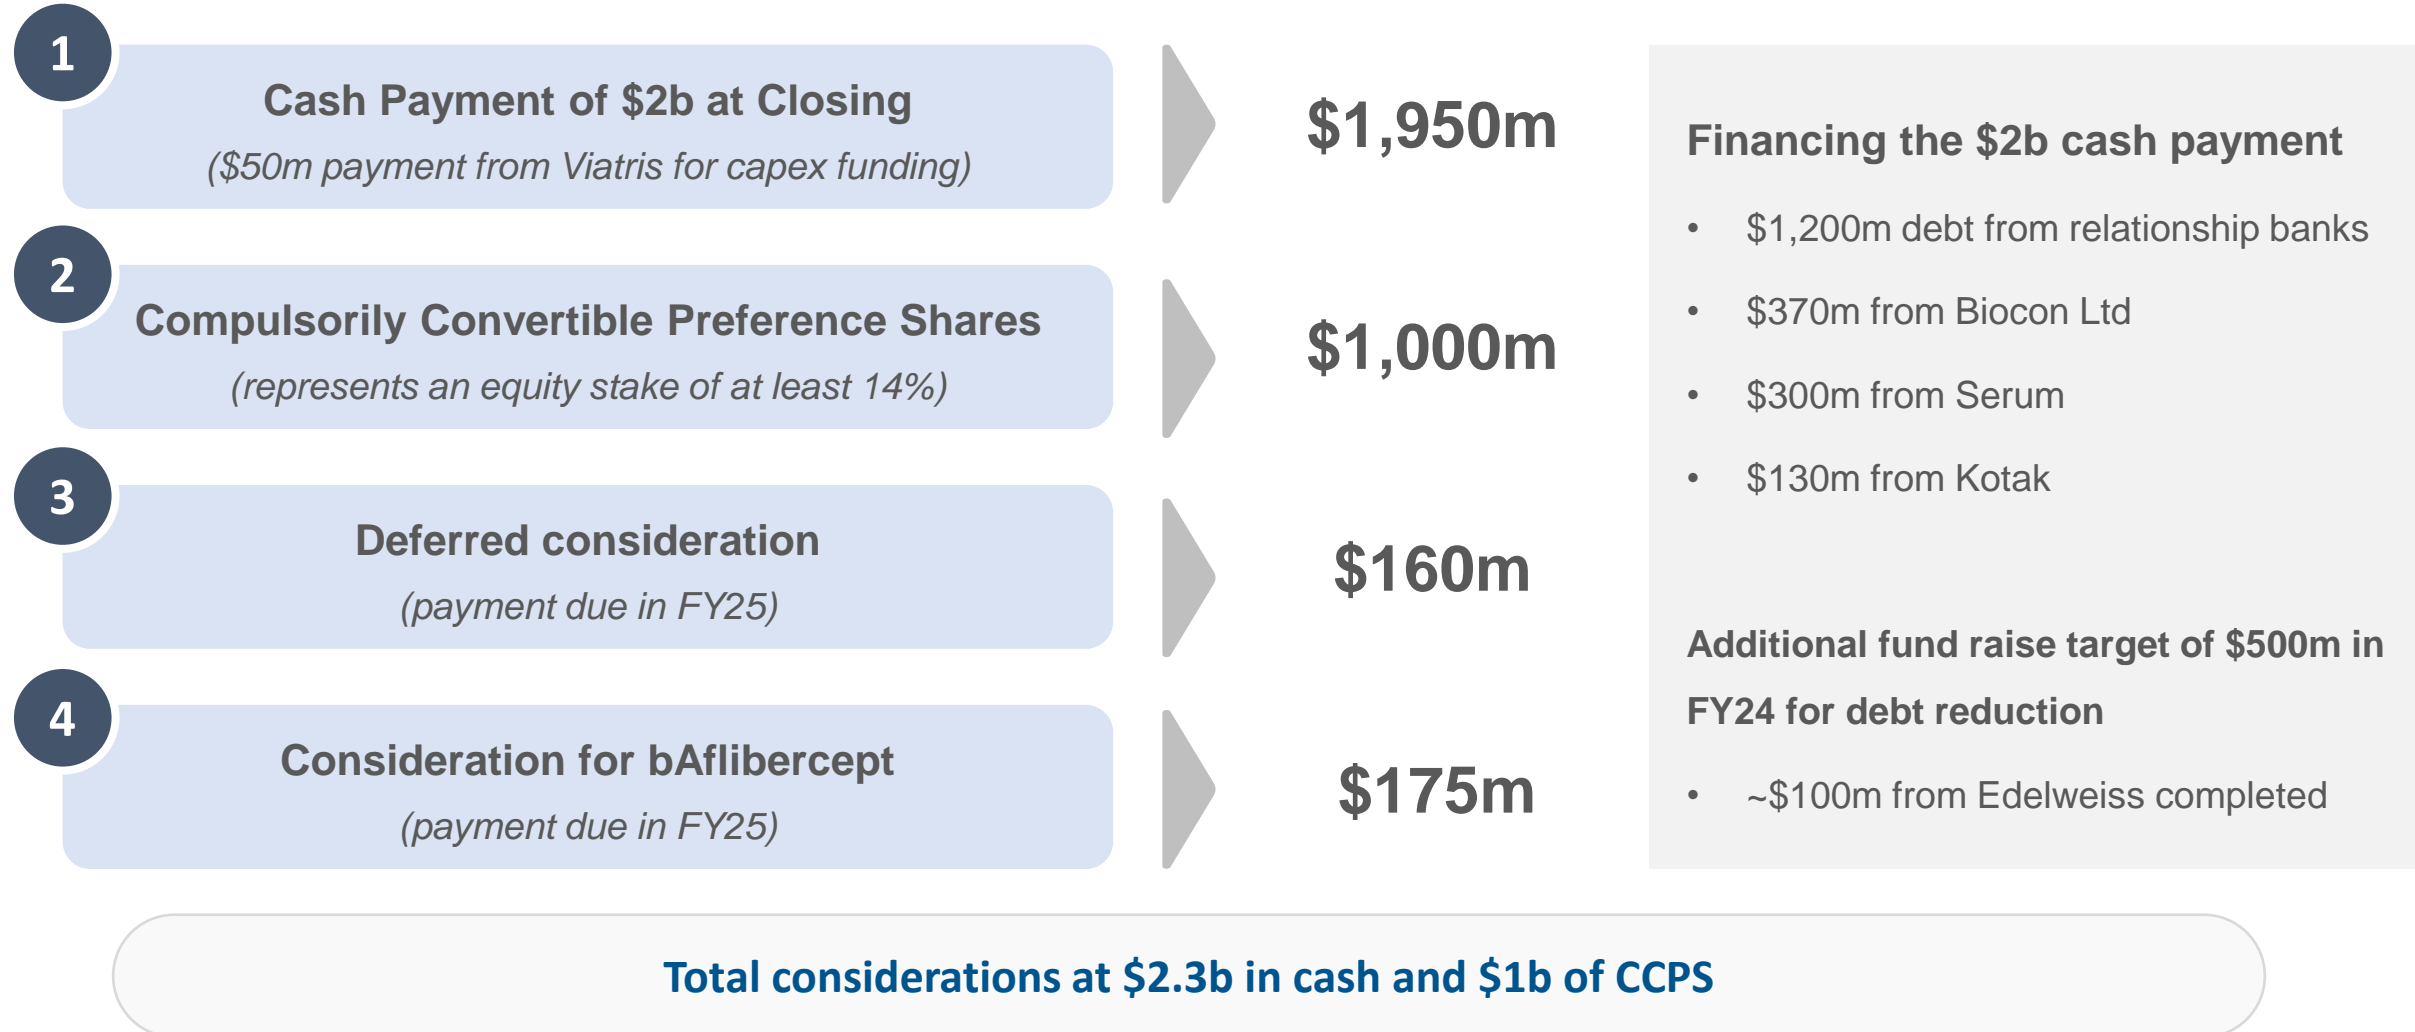 1
Cash Payment of $2b at Closing
($50m payment from Viatris for capex funding)
$1,950m
2
Compulsorily Convertible Preference Shares
(represents an equity stake of at least 14%)
$1,000m
3
Deferred consideration
(payment due in FY25)
$160m
4
Consideration for bAflibercept
(payment due in FY25)
$175m
Financing the $2b cash payment
• $1,200m debt from relationship banks
• $370m from Biocon Ltd
• $300m from Serum
• $130m from Kotak
Additional fund raise target of $500m in
FY24 for debt reduction
• ~$100m from Edelweiss completed
Total considerations at $2.3b in cash and $1b of CCPS